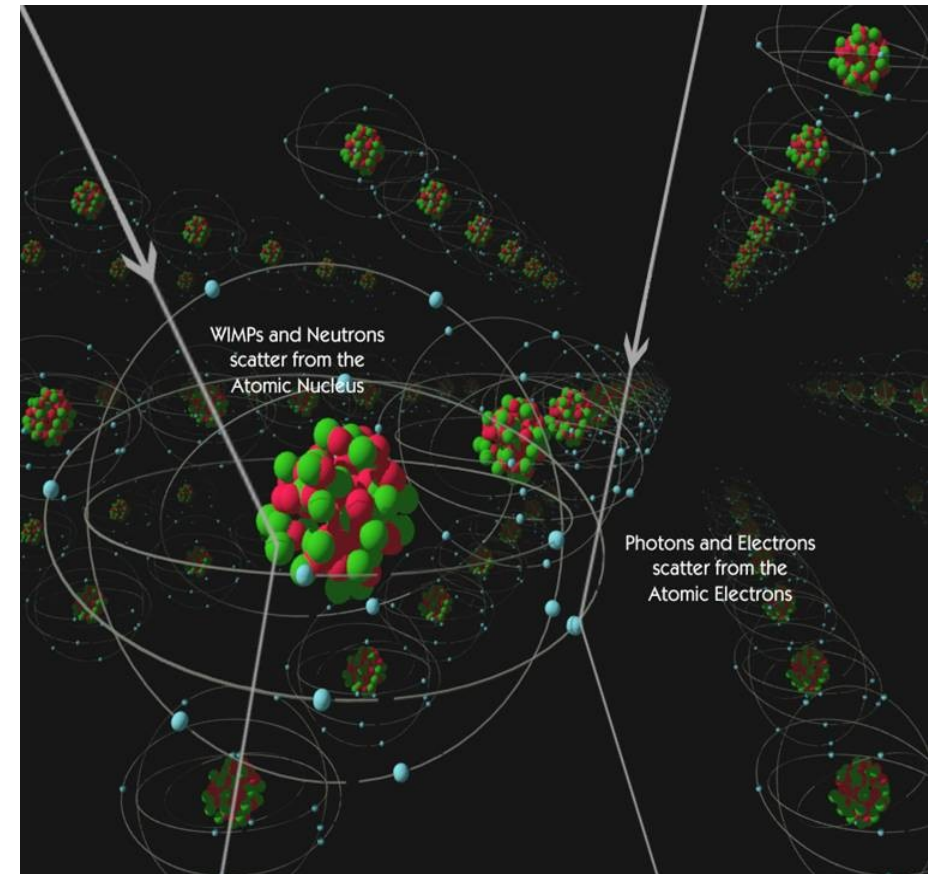 WIMPs and Neutrons
scatter from the
Atomic Nucleus
Photons and Electrons
scatter from the
Atomic Electrons